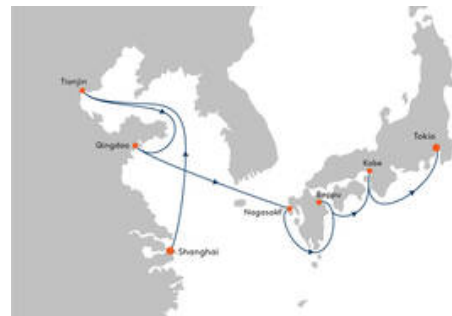 Tianjin
Qingdao
Shanghai
Nagasaki
Beppu
Kobe
Tokio